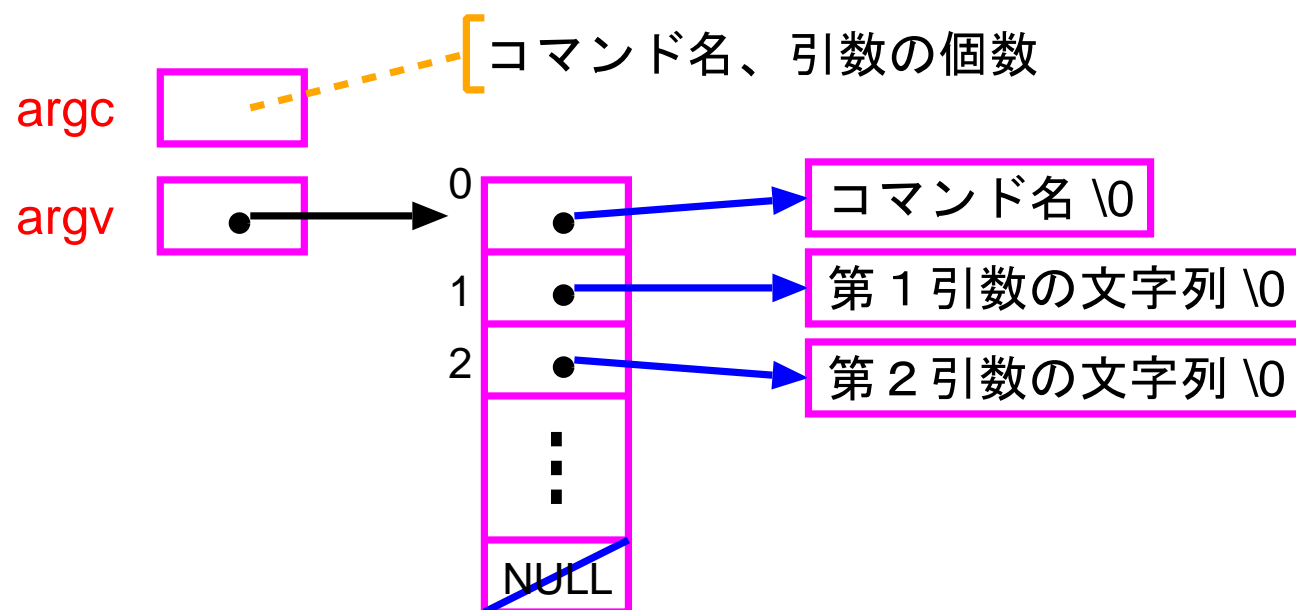 コマンド名、引数の個数
argc
argv
0
コマンド名 \0
1
第１引数の文字列 \0
2
第２引数の文字列 \0
NULL